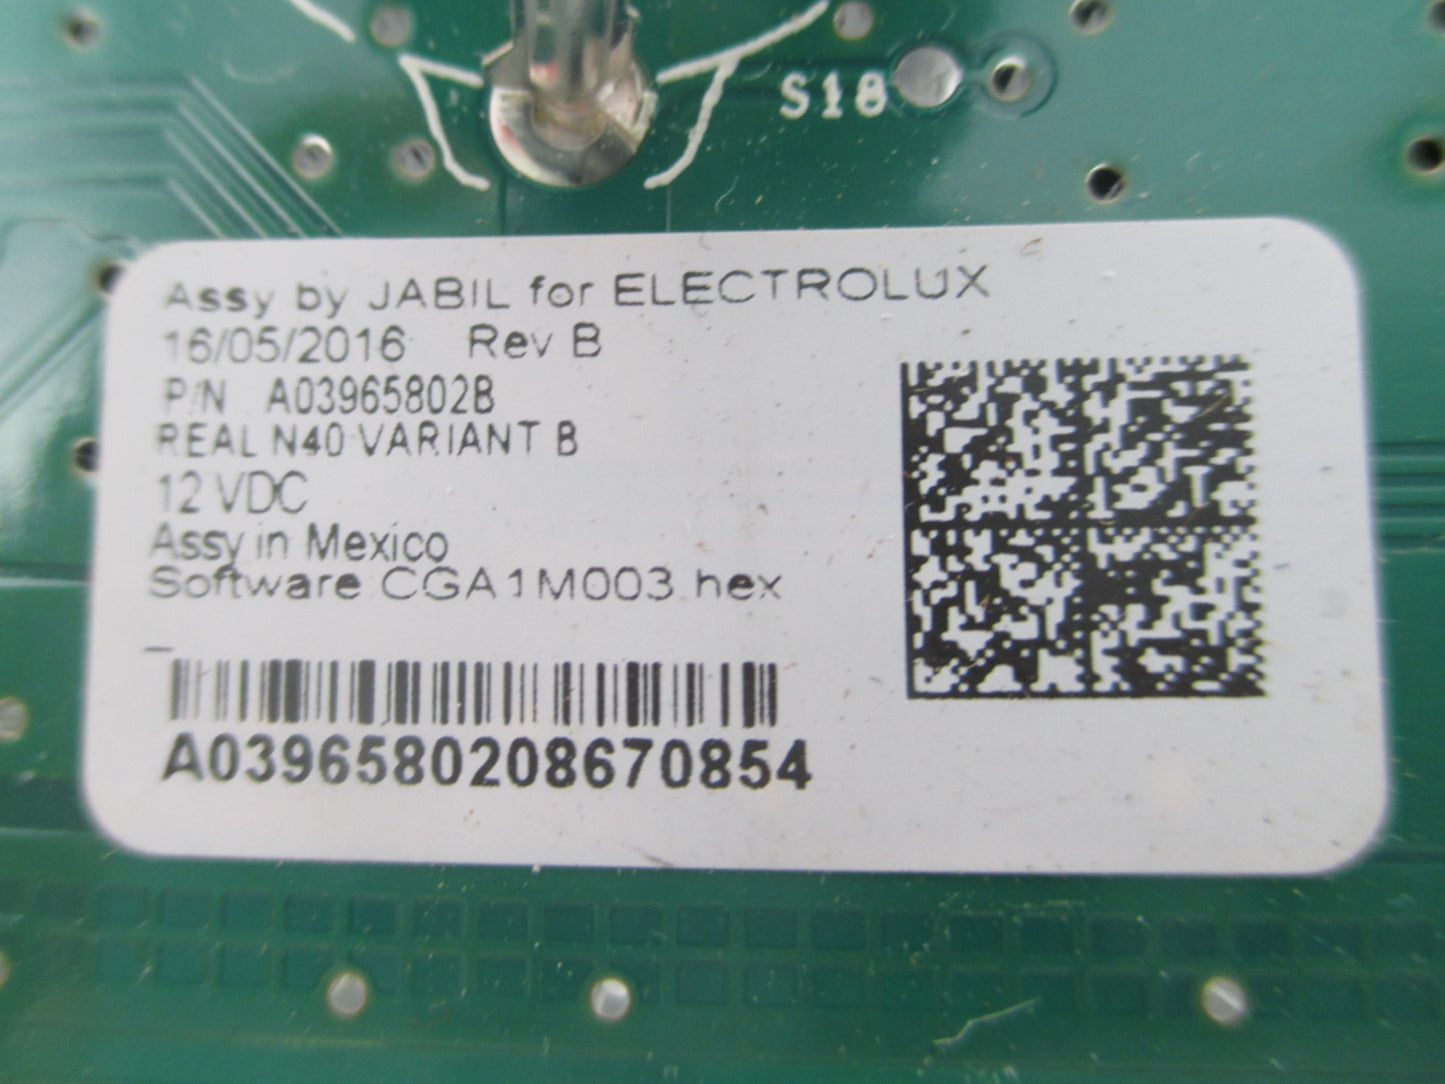 S18
Assy by JABIL for ELECTROLUX
16/05/2016 Rev B
P/N A03965802B
REAL N40 VARIANT B
12 VDC
Assy in Mexico
Software CGA1M003.hex
A0396580208670854